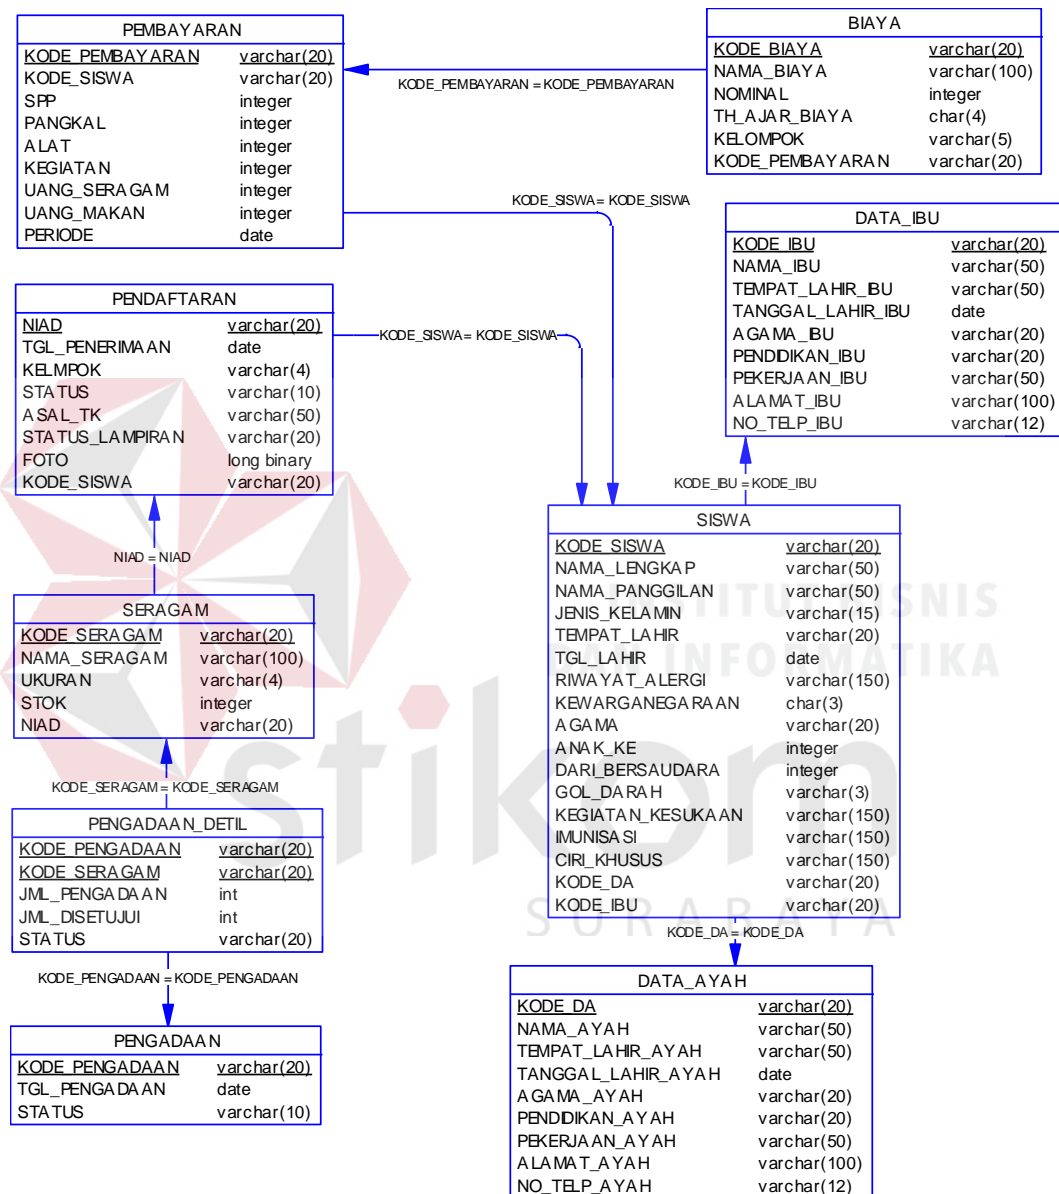 PEMBAYARAN
KODE_PEMBAYARAN varchar(20)
KODE_SISWA varchar(20)
SPP integer
PANGKAL integer
ALAT integer
KEGIATAN integer
UANG_SERAGAM integer
UANG_MAKAN integer
PERIODE date
KODE_PEMBAYARAN = KODE_PEMBAYARAN
BIAYA
KODE_BIAYA varchar(20)
NAMA_BIAYA varchar(100)
NOMINAL integer
TH_AJAR_BIAYA char(4)
KELOMPOK varchar(5)
KODE_PEMBAYARAN varchar(20)
KODE_SISWA = KODE_SISWA
DATA_IBU
KODE_IBU varchar(20)
NAMA_IBU varchar(50)
TEMPAT_LAHIR_IBU varchar(50)
TANGGAL_LAHIR_IBU date
AGAMA_IBU varchar(20)
PENDIDIKAN_IBU varchar(20)
PEKERJAAN_IBU varchar(50)
ALAMAT_IBU varchar(100)
NO_TELP_IBU varchar(12)
PENDAFTARAN
NIAD varchar(20)
TGL_PENERIMAAN date
KELMPOK varchar(4)
STATUS varchar(10)
ASAL_TK varchar(50)
STATUS_LAMPIRAN varchar(20)
FOTO long binary
KODE_SISWA varchar(20)
KODE_SISWA = KODE_SISWA
KODE_IBU = KODE_IBU
NIAD = NIAD
SERAGAM
KODE_SERAGAM varchar(20)
NAMA_SERAGAM varchar(100)
UKURAN varchar(4)
STOK integer
NIAD varchar(20)
SISWA
KODE_SISWA varchar(20)
NAMA_LENGKAP varchar(50)
NAMA_PANGGILAN varchar(50)
JENIS_KELAMIN varchar(15)
TEMPAT_LAHIR varchar(20)
TGL_LAHIR date
RIWAYAT_ALERGI varchar(150)
KEWARGANEGARAAN char(3)
AGAMA varchar(20)
ANAK_KE integer
DARI_BERSAUDARA integer
GOL_DARAH varchar(3)
KEGIATAN_KESUKAAN varchar(150)
IMUNISASI varchar(150)
CIRI_KHUSUS varchar(150)
KODE_DA varchar(20)
KODE_IBU varchar(20)
KODE_SERAGAM = KODE_SERAGAM
PENGADAAN_DETIL
KODE_PENGADAAN varchar(20)
KODE_SERAGAM varchar(20)
JML_PENGADAAN int
JML_DISETUJUI int
STATUS varchar(20)
KODE_PENGADAAN = KODE_PENGADAAN
PENGADAAN
KODE_PENGADAAN varchar(20)
TGL_PENGADAAN date
STATUS varchar(10)
KODE_DA = KODE_DA
DATA_AYAH
KODE_DA varchar(20)
NAMA_AYAH varchar(50)
TEMPAT_LAHIR_AYAH varchar(50)
TANGGAL_LAHIR_AYAH date
AGAMA_AYAH varchar(20)
PENDIDIKAN_AYAH varchar(20)
PEKERJAAN_AYAH varchar(50)
ALAMAT_AYAH varchar(100)
NO_TELP_AYAH varchar(12)
stikom
SURABAYA